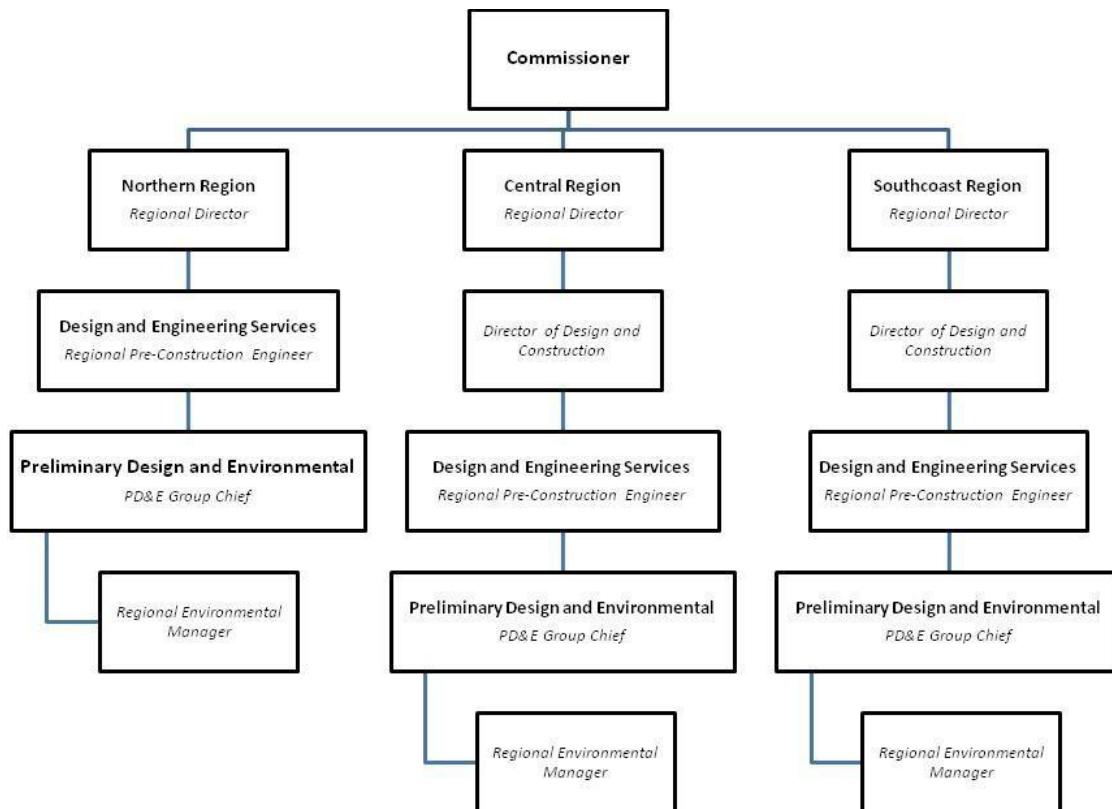 Commissioner
Northern Region
Regional Director
Central Region
Regional Director
Southcoast Region
Regional Director
Design and Engineering Services
Regional Pre-Construction Engineer
Director of Design and
Construction
Director of Design and
Construction
Preliminary Design and Environmental
PD&E Group Chief
Design and Engineering Services
Regional Pre-Construction Engineer
Design and Engineering Services
Regional Pre-Construction Engineer
Regional Environmental
Manager
Preliminary Design and Environmental
PD&E Group Chief
Preliminary Design and Environmental
PD&E Group Chief
Regional Environmental
Manager
Regional Environmental
Manager